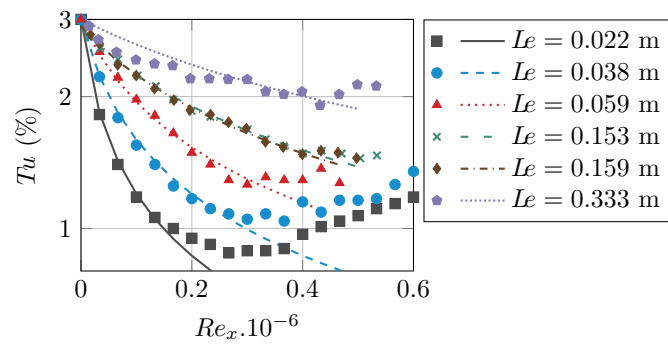 3
2
1
0
0.2
0.4
0.6
Tu (%)
Re_x.10^{-6}
Le = 0.022 m
Le = 0.038 m
Le = 0.059 m
Le = 0.153 m
Le = 0.159 m
Le = 0.333 m